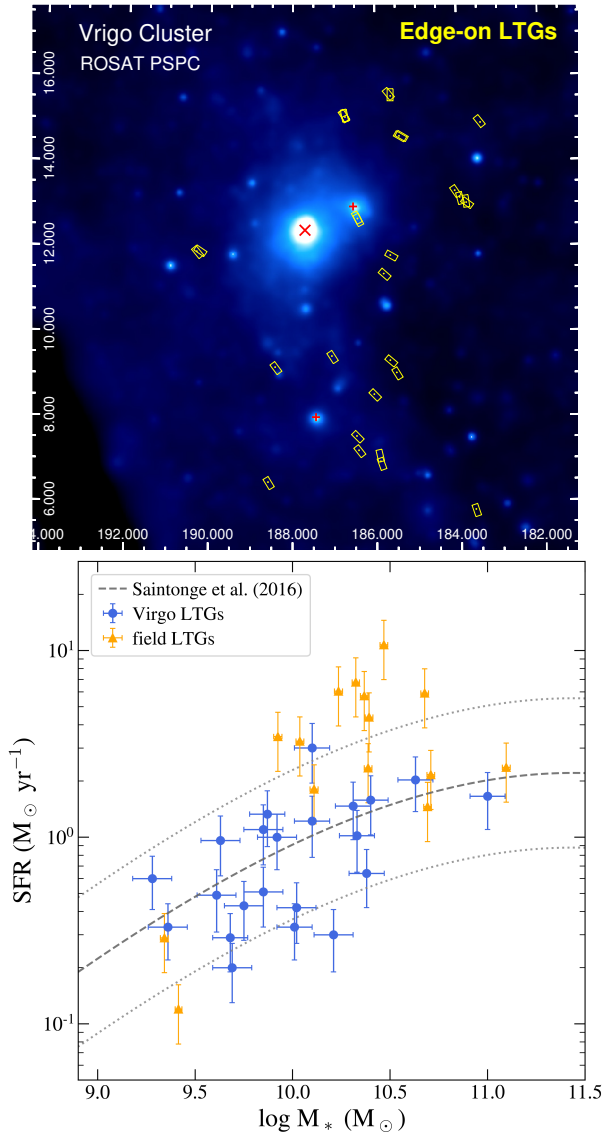 Vrigo Cluster
Edge-on LTGs
ROSAT PSPC
16.000
14.000
12.000
10.000
8.000
6.000
4.000 192.000 190.000 188.000 186.000 184.000 182.000
Saintonge et al. (2016)
Virgo LTGs
field LTGs
10¹
10⁰
10⁻¹
SFR (M⊙ yr⁻¹)
9.0 9.5 10.0 10.5 11.0 11.5
log M* (M⊙)